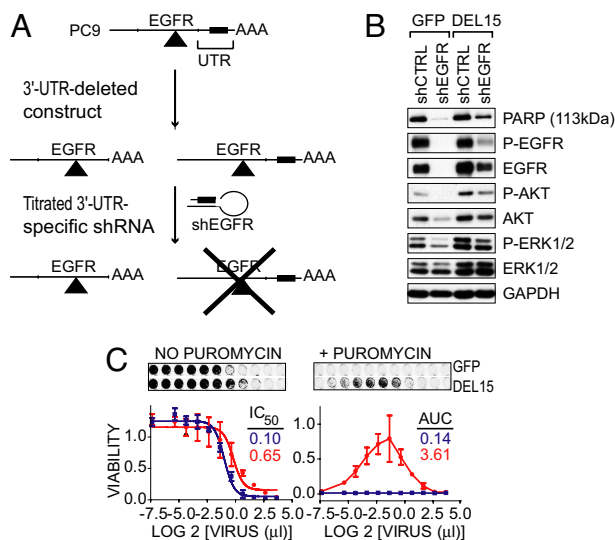 A
PC9
EGFR
AAA
UTR
3'-UTR-deleted
construct
EGFR
AAA
EGFR
AAA
Titrated 3'-UTR-
specific shRNA
shEGFR
EGFR
AAA
EGFR
AAA
B
GFP DEL15
shCTRL
shEGFR
shCTRL
shEGFR
PARP (113kDa)
P-EGFR
EGFR
P-AKT
AKT
P-ERK1/2
ERK1/2
GAPDH
C
NO PUROMYCIN
+ PUROMYCIN
GFP
DEL15
VIABILITY
1.0
0.5
0.0
IC50
0.10
0.65
-7.5 -5.0 -2.5 0.0 2.5 5.0
LOG 2 [VIRUS (µl)]
1.0
0.5
0.0
AUC
0.14
3.61
-7.5 -5.0 -2.5 0.0 2.5 5.0
LOG 2 [VIRUS (µl)]